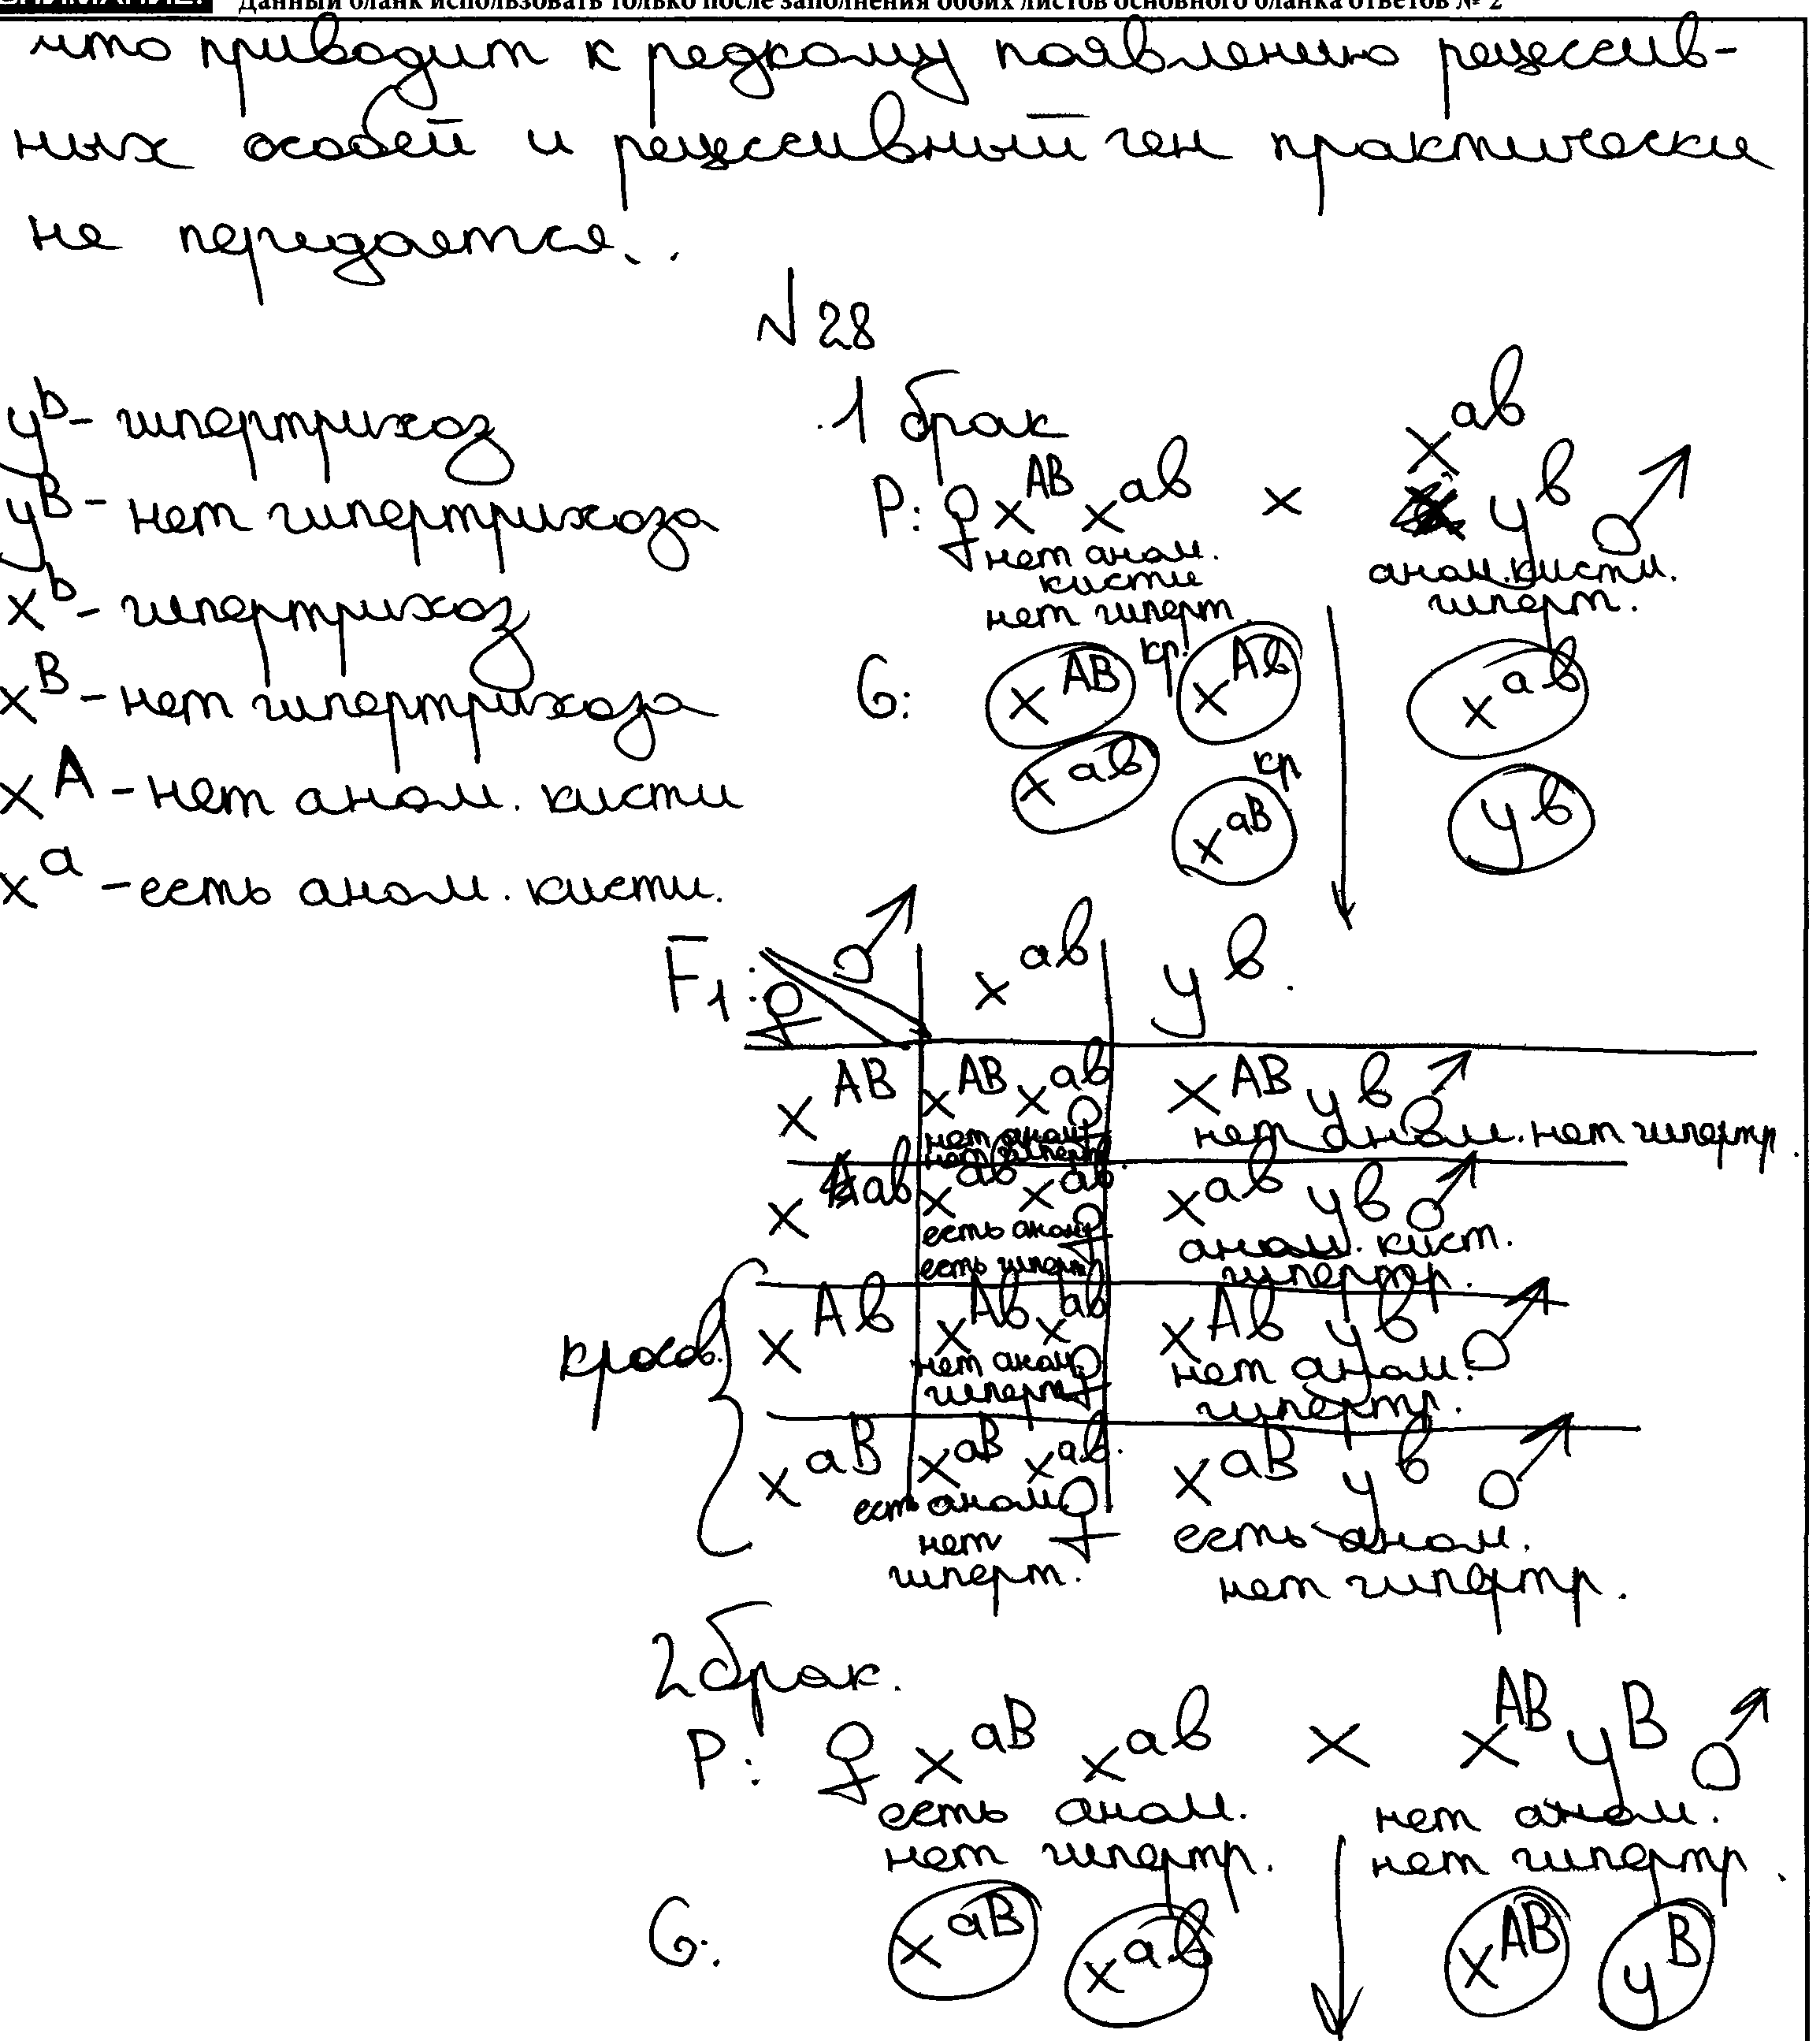 Данный бланк использовать только после заполнения обоих листов основного бланка ответов № 2
что приводит к редкому появлению рецессив-
ных особей и рецессивный ген практически
не передается..
№28
y^b - гипертрихоз
y^B - нет гипертрихоза
x^b - гипертрихоз
x^B - нет гипертрихоза
x^A - нет аном. кисти
x^a - есть аном. кисти.
1 брак
P: ♀ x^AB x^ab × x^ab y^b ♂
нет аном. кисти нет гиперт.
аном. кисти. гиперт.
G: x^AB кр. x^Ab x^ab
x^ab кр x^aB y^b
F1: ♀ ♂ x^ab y^b.
x^AB x^AB x^ab ♀ x^AB y^b ♂
нет аном. нет гиперт. нет аном. нет гипертр.
x^ab x^ab x^ab ♀ x^ab y^b ♂
есть аном. есть гиперт аном. кист. гипертр.
кросов.
x^Ab x^Ab x^ab ♀ x^Ab y^b ♂
нет аном. гиперт. нет аном. гипертр.
x^aB x^aB x^ab. ♀ x^aB y^b ♂
есть аном. нет гиперт. есть аном. нет гипертр.
2 брак.
P: ♀ x^aB x^ab × x^AB y^B ♂
есть аном. нет аном.
нет гипертр. нет гипертр.
G: x^aB x^ab x^AB y^B